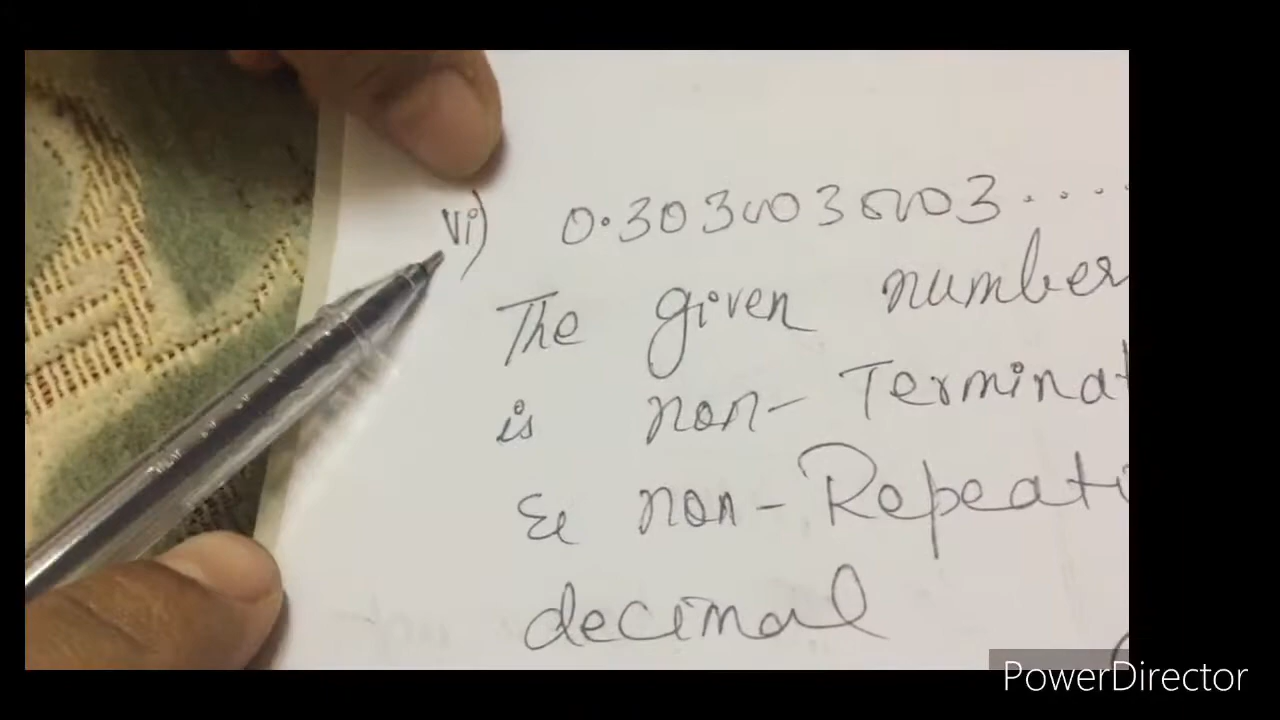 vi) 0.3030030003....
The given number
is non-Terminat
& non-Repeati
decimal
PowerDirector